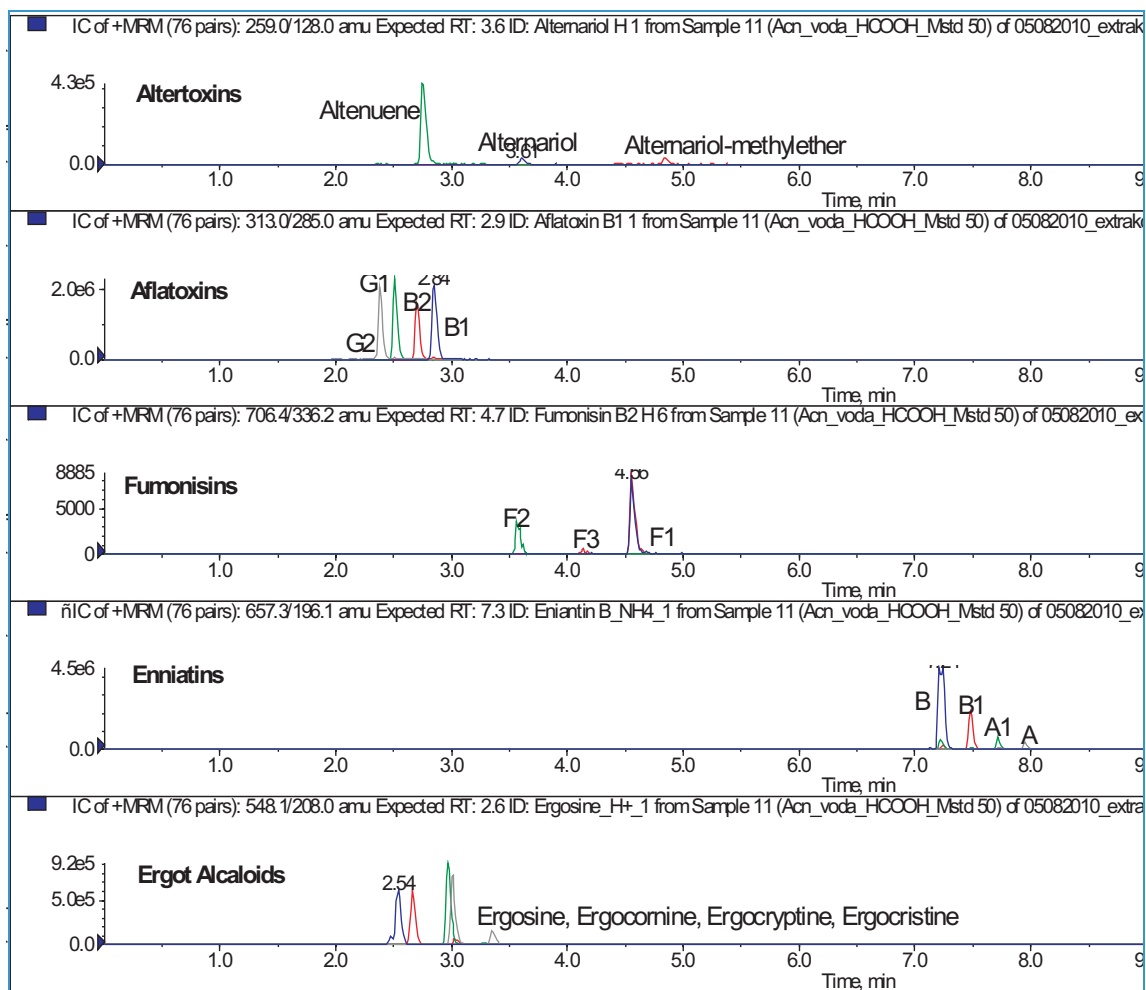 IC of +MRM (76 pairs): 259.0/128.0 amu Expected RT: 3.6 ID: Alternariol H 1 from Sample 11 (Acn_voda_HCOOH_Mstd 50) of 05082010_extrak
4.3e5
Altertoxins
Altenuene
Alternariol
Alternariol-methylether
3.61
0.0
1.0 2.0 3.0 4.0 5.0 6.0 7.0 8.0 9
Time, min
IC of +MRM (76 pairs): 313.0/285.0 amu Expected RT: 2.9 ID: Aflatoxin B1 1 from Sample 11 (Acn_voda_HCOOH_Mstd 50) of 05082010_extrak
2.0e6
Aflatoxins
G1
2.84
B2
B1
G2
0.0
1.0 2.0 3.0 4.0 5.0 6.0 7.0 8.0 9
Time, min
IC of +MRM (76 pairs): 706.4/336.2 amu Expected RT: 4.7 ID: Fumonisin B2 H 6 from Sample 11 (Acn_voda_HCOOH_Mstd 50) of 05082010_ex
8885
Fumonisins
4.56
5000
F2
F3
F1
0
1.0 2.0 3.0 4.0 5.0 6.0 7.0 8.0 9
Time, min
ñIC of +MRM (76 pairs): 657.3/196.1 amu Expected RT: 7.3 ID: Eniantin B_NH4_1 from Sample 11 (Acn_voda_HCOOH_Mstd 50) of 05082010_ex
4.5e6
Enniatins
B
B1
A1
A
0.0
1.0 2.0 3.0 4.0 5.0 6.0 7.0 8.0 9
Time, min
IC of +MRM (76 pairs): 548.1/208.0 amu Expected RT: 2.6 ID: Ergosine_H+_1 from Sample 11 (Acn_voda_HCOOH_Mstd 50) of 05082010_extra
9.2e5
Ergot Alcaloids
2.54
5.0e5
Ergosine, Ergocornine, Ergocryptine, Ergocristine
0.0
1.0 2.0 3.0 4.0 5.0 6.0 7.0 8.0 9
Time, min